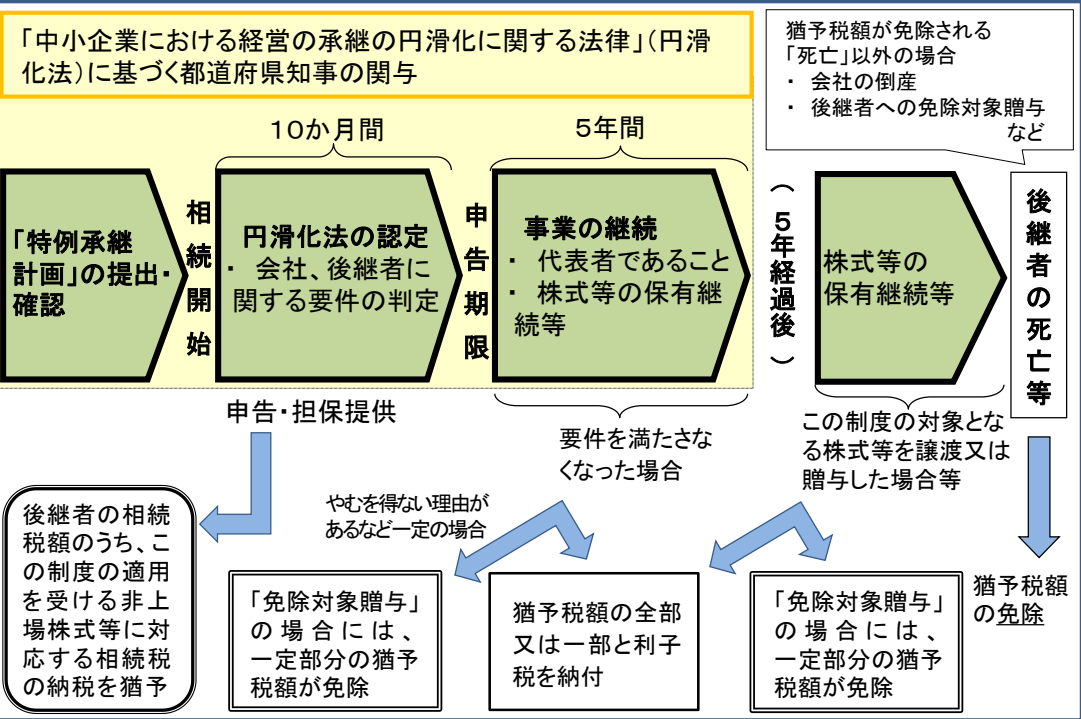 「中小企業における経営の承継の円滑化に関する法律」(円滑
化法)に基づく都道府県知事の関与
猶予税額が免除される
「死亡」以外の場合
・ 会社の倒産
・ 後継者への免除対象贈与
など
10か月間
5年間
「特例承継
計画」の提出・
確認
相続開始
円滑化法の認定
・ 会社、後継者に
関する要件の判定
申告期限
事業の継続
・ 代表者であること
・ 株式等の保有継
続等
(5年経過後)
株式等の
保有継続等
後継者の死亡等
申告・担保提供
要件を満たさな
くなった場合
この制度の対象とな
る株式等を譲渡又は
贈与した場合等
やむを得ない理由が
あるなど一定の場合
後継者の相続
税額のうち、こ
の制度の適用
を受ける非上
場株式等に対
応する相続税
の納税を猶予
「免除対象贈与」
の場合には、
一定部分の猶予
税額が免除
猶予税額の全部
又は一部と利子
税を納付
「免除対象贈与」
の場合には、
一定部分の猶予
税額が免除
猶予税額
の免除